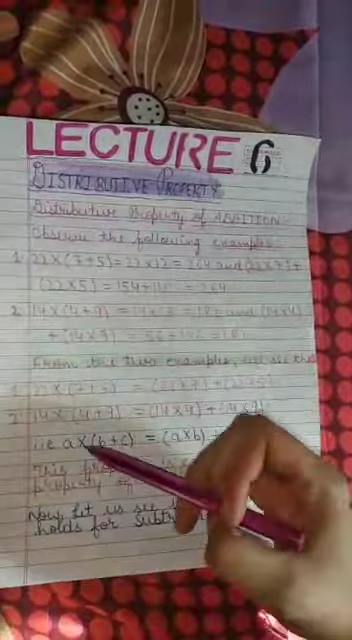 LECTURE 6
DISTRIBUTIVE PROPERTY
Distributive Property of ADDITION-
Observe the following examples:
1. 22×(7+5)=22×12=264 and (22×7)+
(22×5)=154+110=264
2. 14×(4+9)=14×13=182 and (14×4)
+(14×9)=56+126=182
From the two examples, we see that
1. 22×(7+5)=(22×7)+(22×5)
2. 14×(4+9)=(14×4)+(14×9)
i.e a×(b+c)=(a×b)+
This property is
property of
Now let us see
holds for